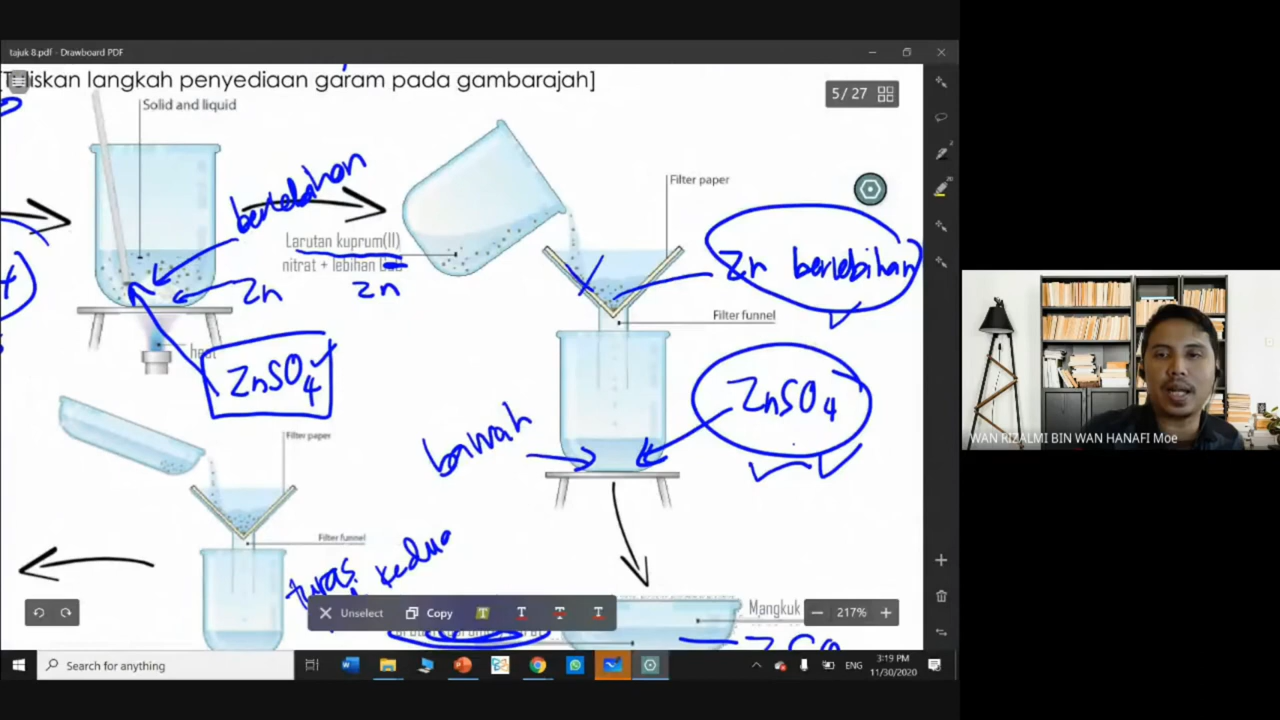 tajuk 8.pdf - Drawboard PDF
[Tuliskan langkah penyediaan garam pada gambarajah]
5 / 27
Solid and liquid
berlebihan
Larutan kuprum(II)
nitrat + lebihan
Zn
Zn
heat
ZnSO4
Filter paper
Zn berlebihan
Filter funnel
ZnSO4
bawah
Filter paper
Filter funnel
turas kedua
Unselect
Copy
T
T
T
T
Mangkuk
217%
WAN RIZALMI BIN WAN HANAFI Moe
Search for anything
ENG
3:19 PM
11/30/2020